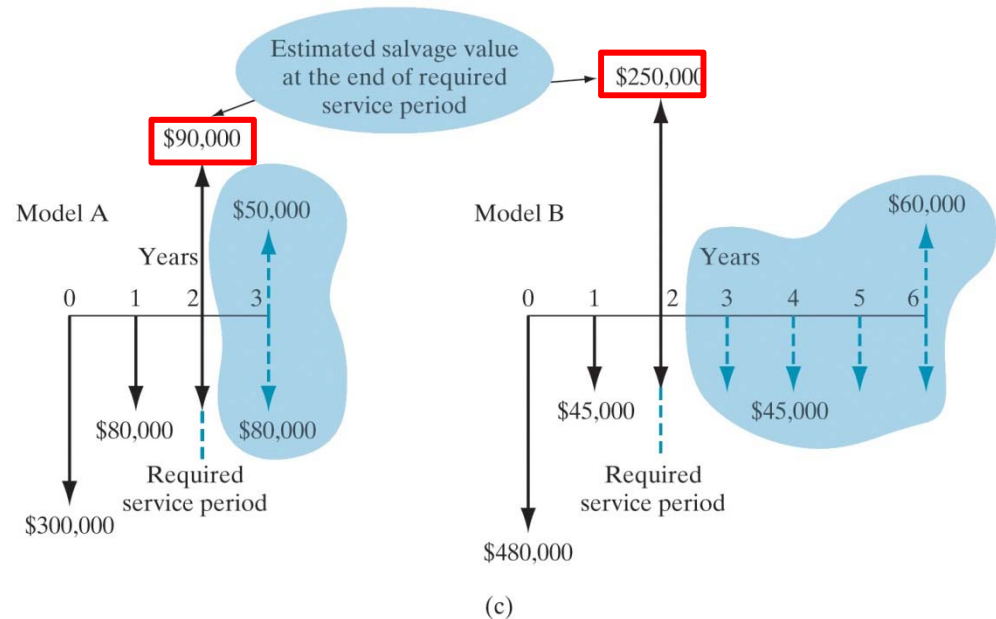 Estimated salvage value
at the end of required
service period
$250,000
$90,000
Model A
$50,000
Years
0 1 2 3
$80,000
$80,000
Required
service period
$300,000
Model B
$60,000
Years
0 1 2 3 4 5 6
$45,000
$45,000
Required
service period
$480,000
(c)